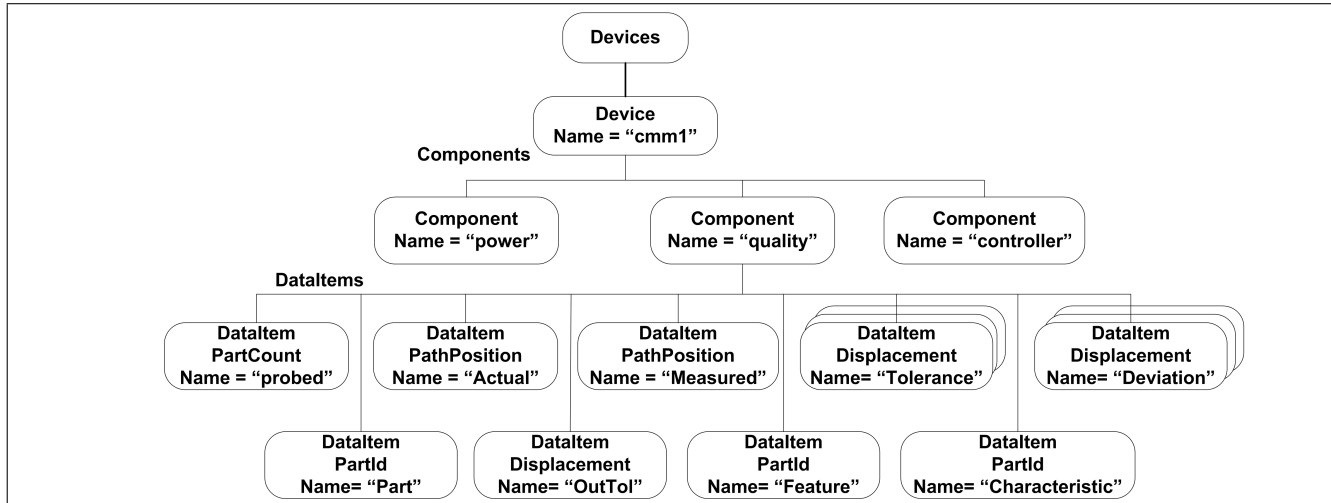 Devices
Device
Name = “cmm1”
Components
Component
Name = “power”
Component
Name = “quality”
Component
Name = “controller”
DataItems
DataItem
PartCount
Name = “probed”
DataItem
PathPosition
Name = “Actual”
DataItem
PathPosition
Name = “Measured”
DataItem
Displacement
Name= “Tolerance”
DataItem
Displacement
Name= “Deviation”
DataItem
PartId
Name= “Part”
DataItem
Displacement
Name= “OutTol”
DataItem
PartId
Name= “Feature”
DataItem
PartId
Name= “Characteristic”